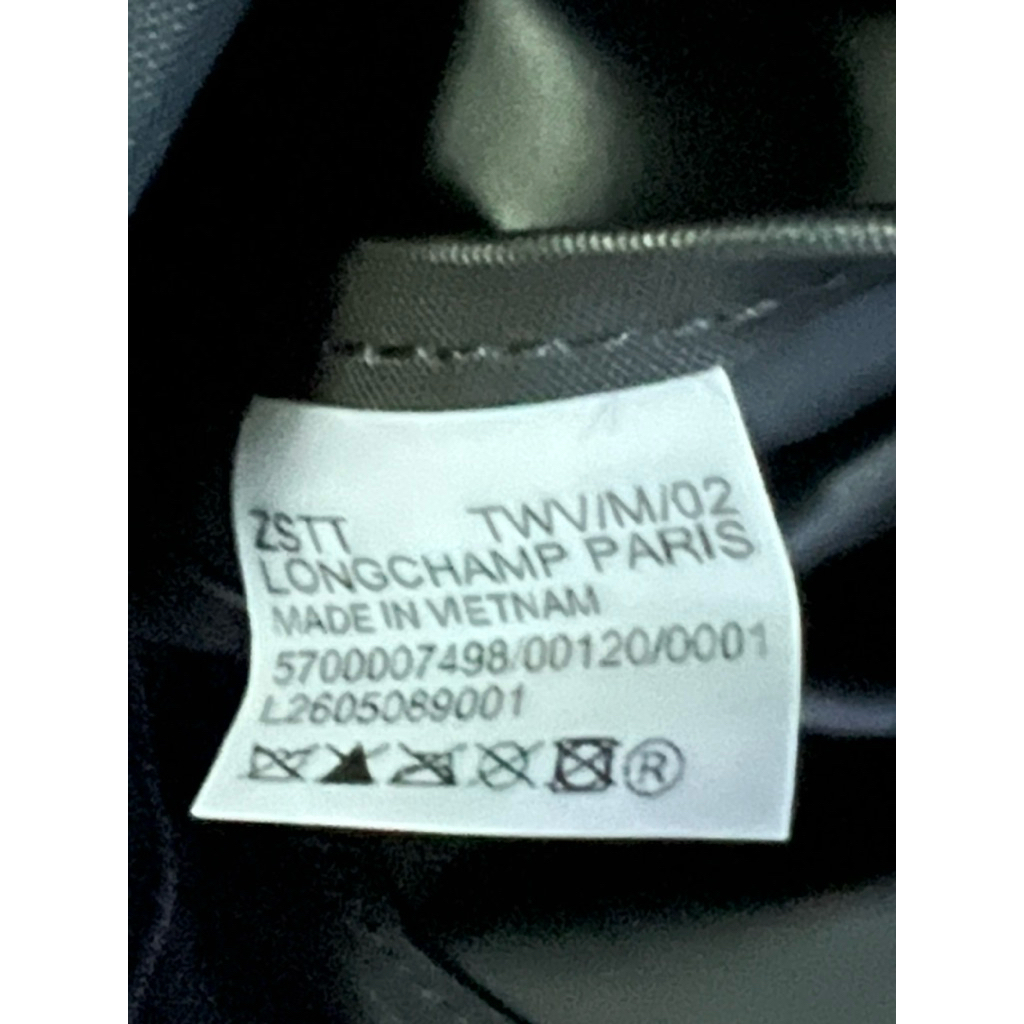 ZSTT TWV/M/02
LONGCHAMP PARIS
MADE IN VIETNAM
5700007498/00120/0001
L2605089001
®